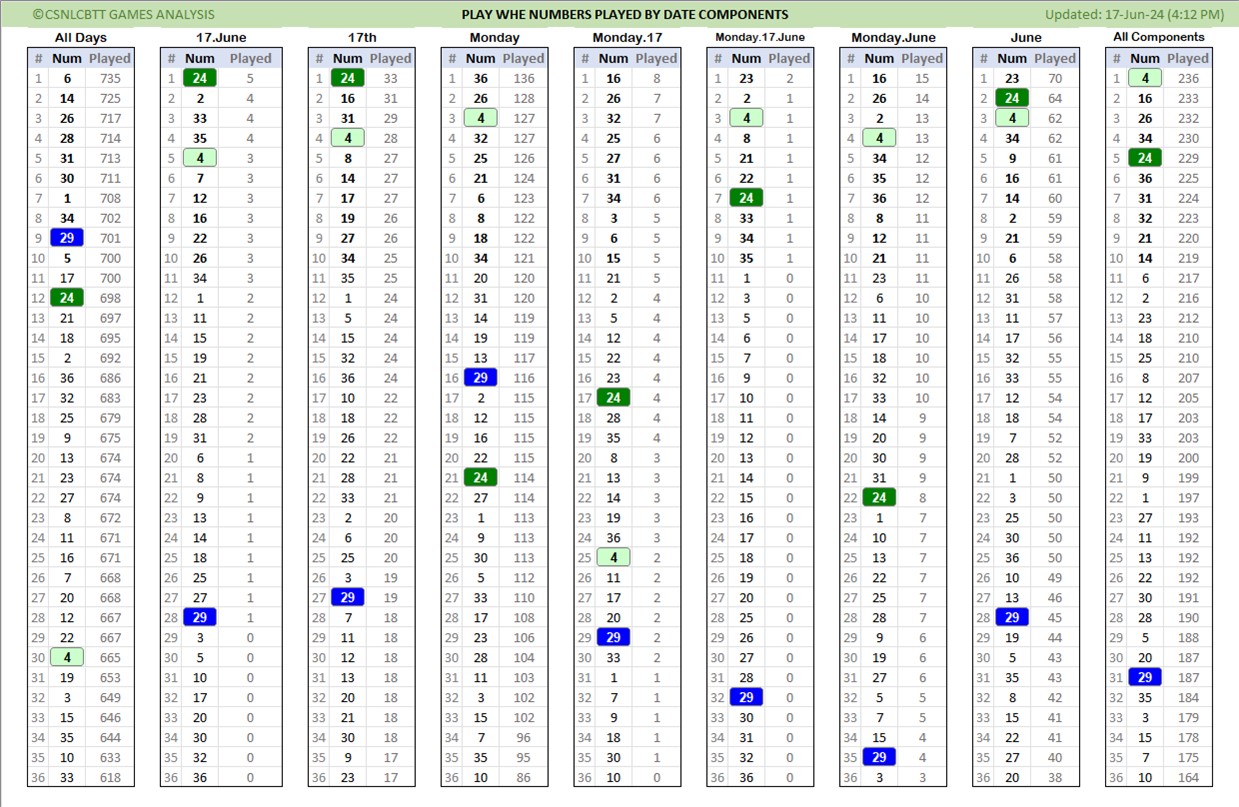 ©CSNLCBTT GAMES ANALYSIS PLAY WHE NUMBERS PLAYED BY DATE COMPONENTS Updated: 17-Jun-24 (4:12 PM)
All Days 17.June 17th Monday Monday.17 Monday.17.June Monday.June June All Components
# Num Played # Num Played # Num Played # Num Played # Num Played # Num Played # Num Played # Num Played # Num Played
1 6 735 1 24 5 1 24 33 1 36 136 1 16 8 1 23 2 1 16 15 1 23 70 1 4 236
2 14 725 2 2 4 2 16 31 2 26 128 2 26 7 2 2 1 2 26 14 2 24 64 2 16 233
3 26 717 3 33 4 3 31 29 3 4 127 3 32 7 3 4 1 3 2 13 3 4 62 3 26 232
4 28 714 4 35 4 4 4 28 4 32 127 4 25 6 4 8 1 4 4 13 4 34 62 4 34 230
5 31 713 5 4 3 5 8 27 5 25 126 5 27 6 5 21 1 5 34 12 5 9 61 5 24 229
6 30 711 6 7 3 6 14 27 6 21 124 6 31 6 6 22 1 6 35 12 6 16 61 6 36 225
7 1 708 7 12 3 7 17 27 7 6 123 7 34 6 7 24 1 7 36 12 7 14 60 7 31 224
8 34 702 8 16 3 8 19 26 8 8 122 8 3 5 8 33 1 8 8 11 8 2 59 8 32 223
9 29 701 9 22 3 9 27 26 9 18 122 9 6 5 9 34 1 9 12 11 9 21 59 9 21 220
10 5 700 10 26 3 10 34 25 10 34 121 10 15 5 10 35 1 10 21 11 10 6 58 10 14 219
11 17 700 11 34 3 11 35 25 11 20 120 11 21 5 11 1 0 11 23 11 11 26 58 11 6 217
12 24 698 12 1 2 12 1 24 12 31 120 12 2 4 12 3 0 12 6 10 12 31 58 12 2 216
13 21 697 13 11 2 13 5 24 13 14 119 13 5 4 13 5 0 13 11 10 13 11 57 13 23 212
14 18 695 14 15 2 14 15 24 14 19 119 14 12 4 14 6 0 14 17 10 14 17 56 14 18 210
15 2 692 15 19 2 15 32 24 15 13 117 15 22 4 15 7 0 15 18 10 15 32 55 15 25 210
16 36 686 16 21 2 16 36 24 16 29 116 16 23 4 16 9 0 16 32 10 16 33 55 16 8 207
17 32 683 17 23 2 17 10 22 17 2 115 17 24 4 17 10 0 17 33 10 17 12 54 17 12 205
18 25 679 18 28 2 18 18 22 18 12 115 18 28 4 18 11 0 18 14 9 18 18 54 18 17 203
19 9 675 19 31 2 19 26 22 19 16 115 19 35 4 19 12 0 19 20 9 19 7 52 19 33 203
20 13 674 20 6 1 20 22 21 20 22 115 20 8 3 20 13 0 20 30 9 20 28 52 20 19 200
21 23 674 21 8 1 21 28 21 21 24 114 21 13 3 21 14 0 21 31 9 21 1 50 21 9 199
22 27 674 22 9 1 22 33 21 22 27 114 22 14 3 22 15 0 22 24 8 22 3 50 22 1 197
23 8 672 23 13 1 23 2 20 23 1 113 23 19 3 23 16 0 23 1 7 23 25 50 23 27 193
24 11 671 24 14 1 24 6 20 24 9 113 24 36 3 24 17 0 24 10 7 24 30 50 24 11 192
25 16 671 25 18 1 25 25 20 25 30 113 25 4 2 25 18 0 25 13 7 25 36 50 25 13 192
26 7 668 26 25 1 26 3 19 26 5 112 26 11 2 26 19 0 26 22 7 26 10 49 26 22 192
27 20 668 27 27 1 27 29 19 27 33 110 27 17 2 27 20 0 27 25 7 27 13 46 27 30 191
28 12 667 28 29 1 28 7 18 28 17 108 28 20 2 28 25 0 28 28 7 28 29 45 28 28 190
29 22 667 29 3 0 29 11 18 29 23 106 29 29 2 29 26 0 29 9 6 29 19 44 29 5 188
30 4 665 30 5 0 30 12 18 30 28 104 30 33 2 30 27 0 30 19 6 30 5 43 30 20 187
31 19 653 31 10 0 31 13 18 31 11 103 31 1 1 31 28 0 31 27 6 31 35 43 31 29 187
32 3 649 32 17 0 32 20 18 32 3 102 32 7 1 32 29 0 32 5 5 32 8 42 32 35 184
33 15 646 33 20 0 33 21 18 33 15 102 33 9 1 33 30 0 33 7 5 33 15 41 33 3 179
34 35 644 34 30 0 34 30 18 34 7 96 34 18 1 34 31 0 34 15 4 34 22 41 34 15 178
35 10 633 35 32 0 35 9 17 35 35 95 35 30 1 35 32 0 35 29 4 35 27 40 35 7 175
36 33 618 36 36 0 36 23 17 36 10 86 36 10 0 36 36 0 36 3 3 36 20 38 36 10 164